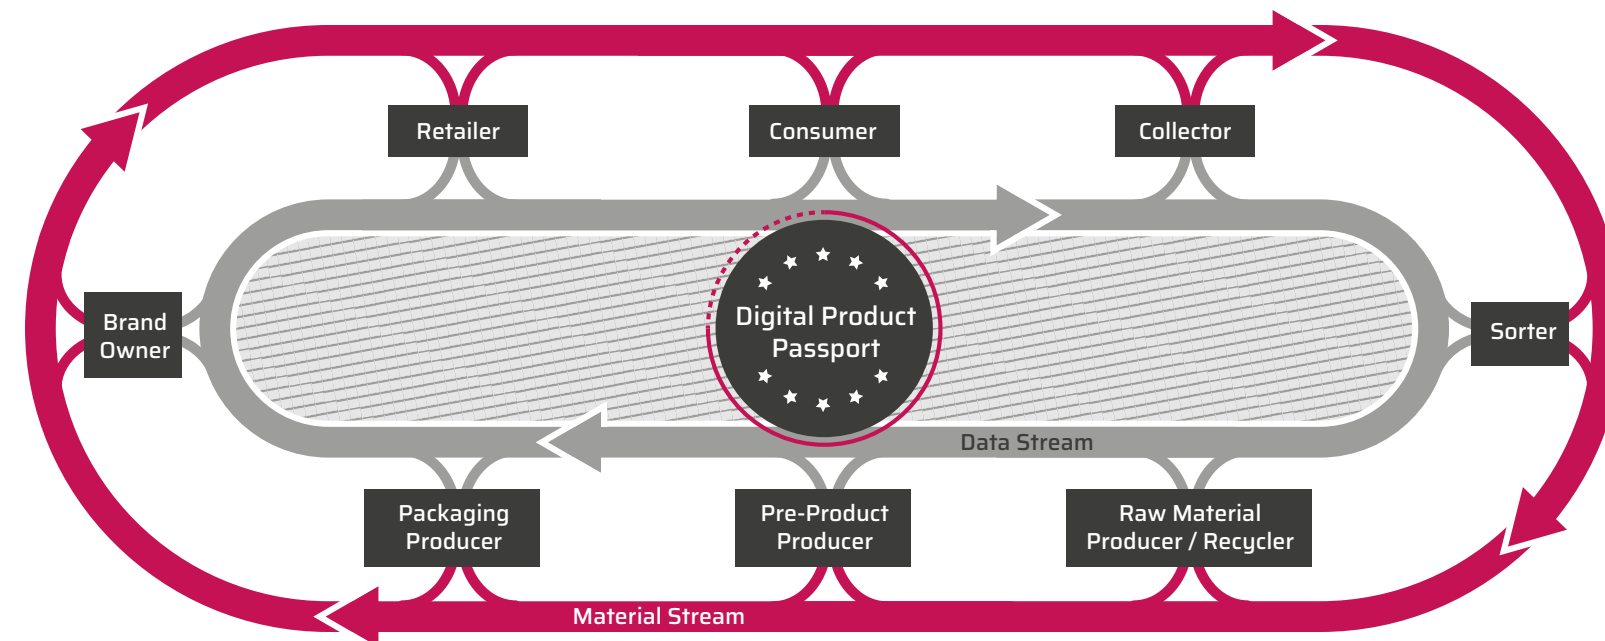 Retailer
Consumer
Collector
Brand
Owner
Digital Product
Passport
Sorter
Data Stream
Packaging
Producer
Pre-Product
Producer
Raw Material
Producer / Recycler
Material Stream